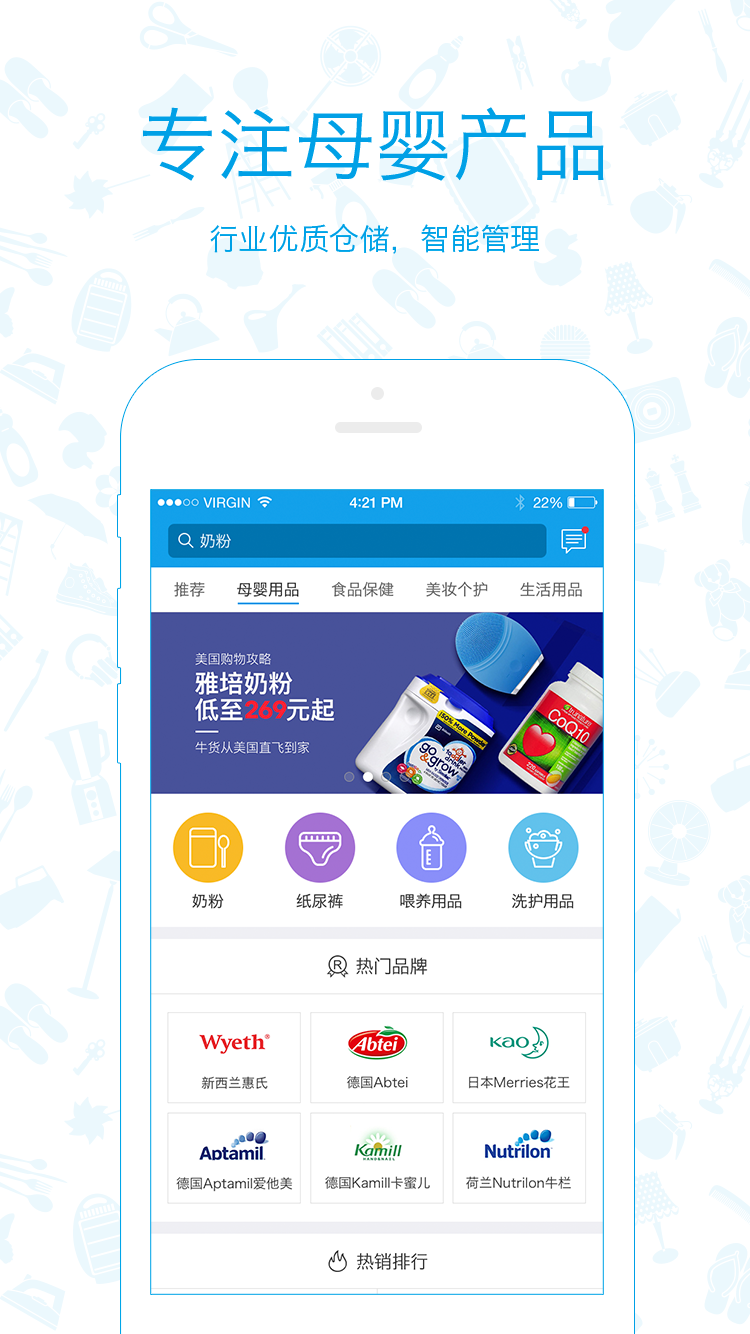 专注母婴产品
行业优质仓储，智能管理
VIRGIN 4:21 PM 22%
奶粉
推荐 母婴用品 食品保健 美妆个护 生活用品
美国购物攻略
雅培奶粉
低至269元起
牛货从美国直飞到家
150% More Powder
go & grow
toddler drink
trunature
CoQ10
奶粉 纸尿裤 喂养用品 洗护用品
R 热门品牌
Wyeth® Abtei Kao
新西兰惠氏 德国Abtei 日本Merries花王
Aptamil Kamill Nutrilon
HAND & NAIL
德国Aptamil爱他美 德国Kamill卡蜜儿 荷兰Nutrilon牛栏
热销排行